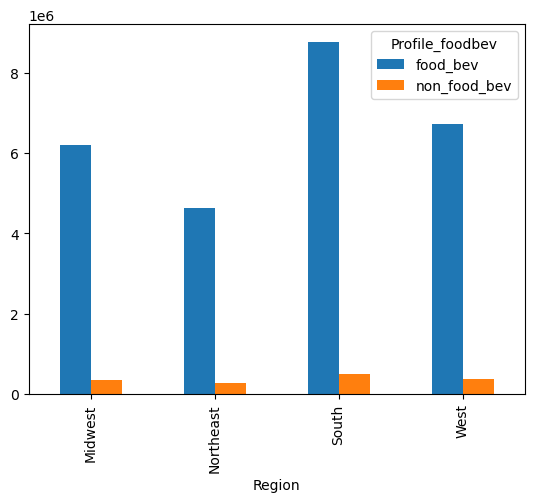 1e6
Profile_foodbev
food_bev
non_food_bev
8
6
4
2
0
Midwest
Northeast
South
West
Region